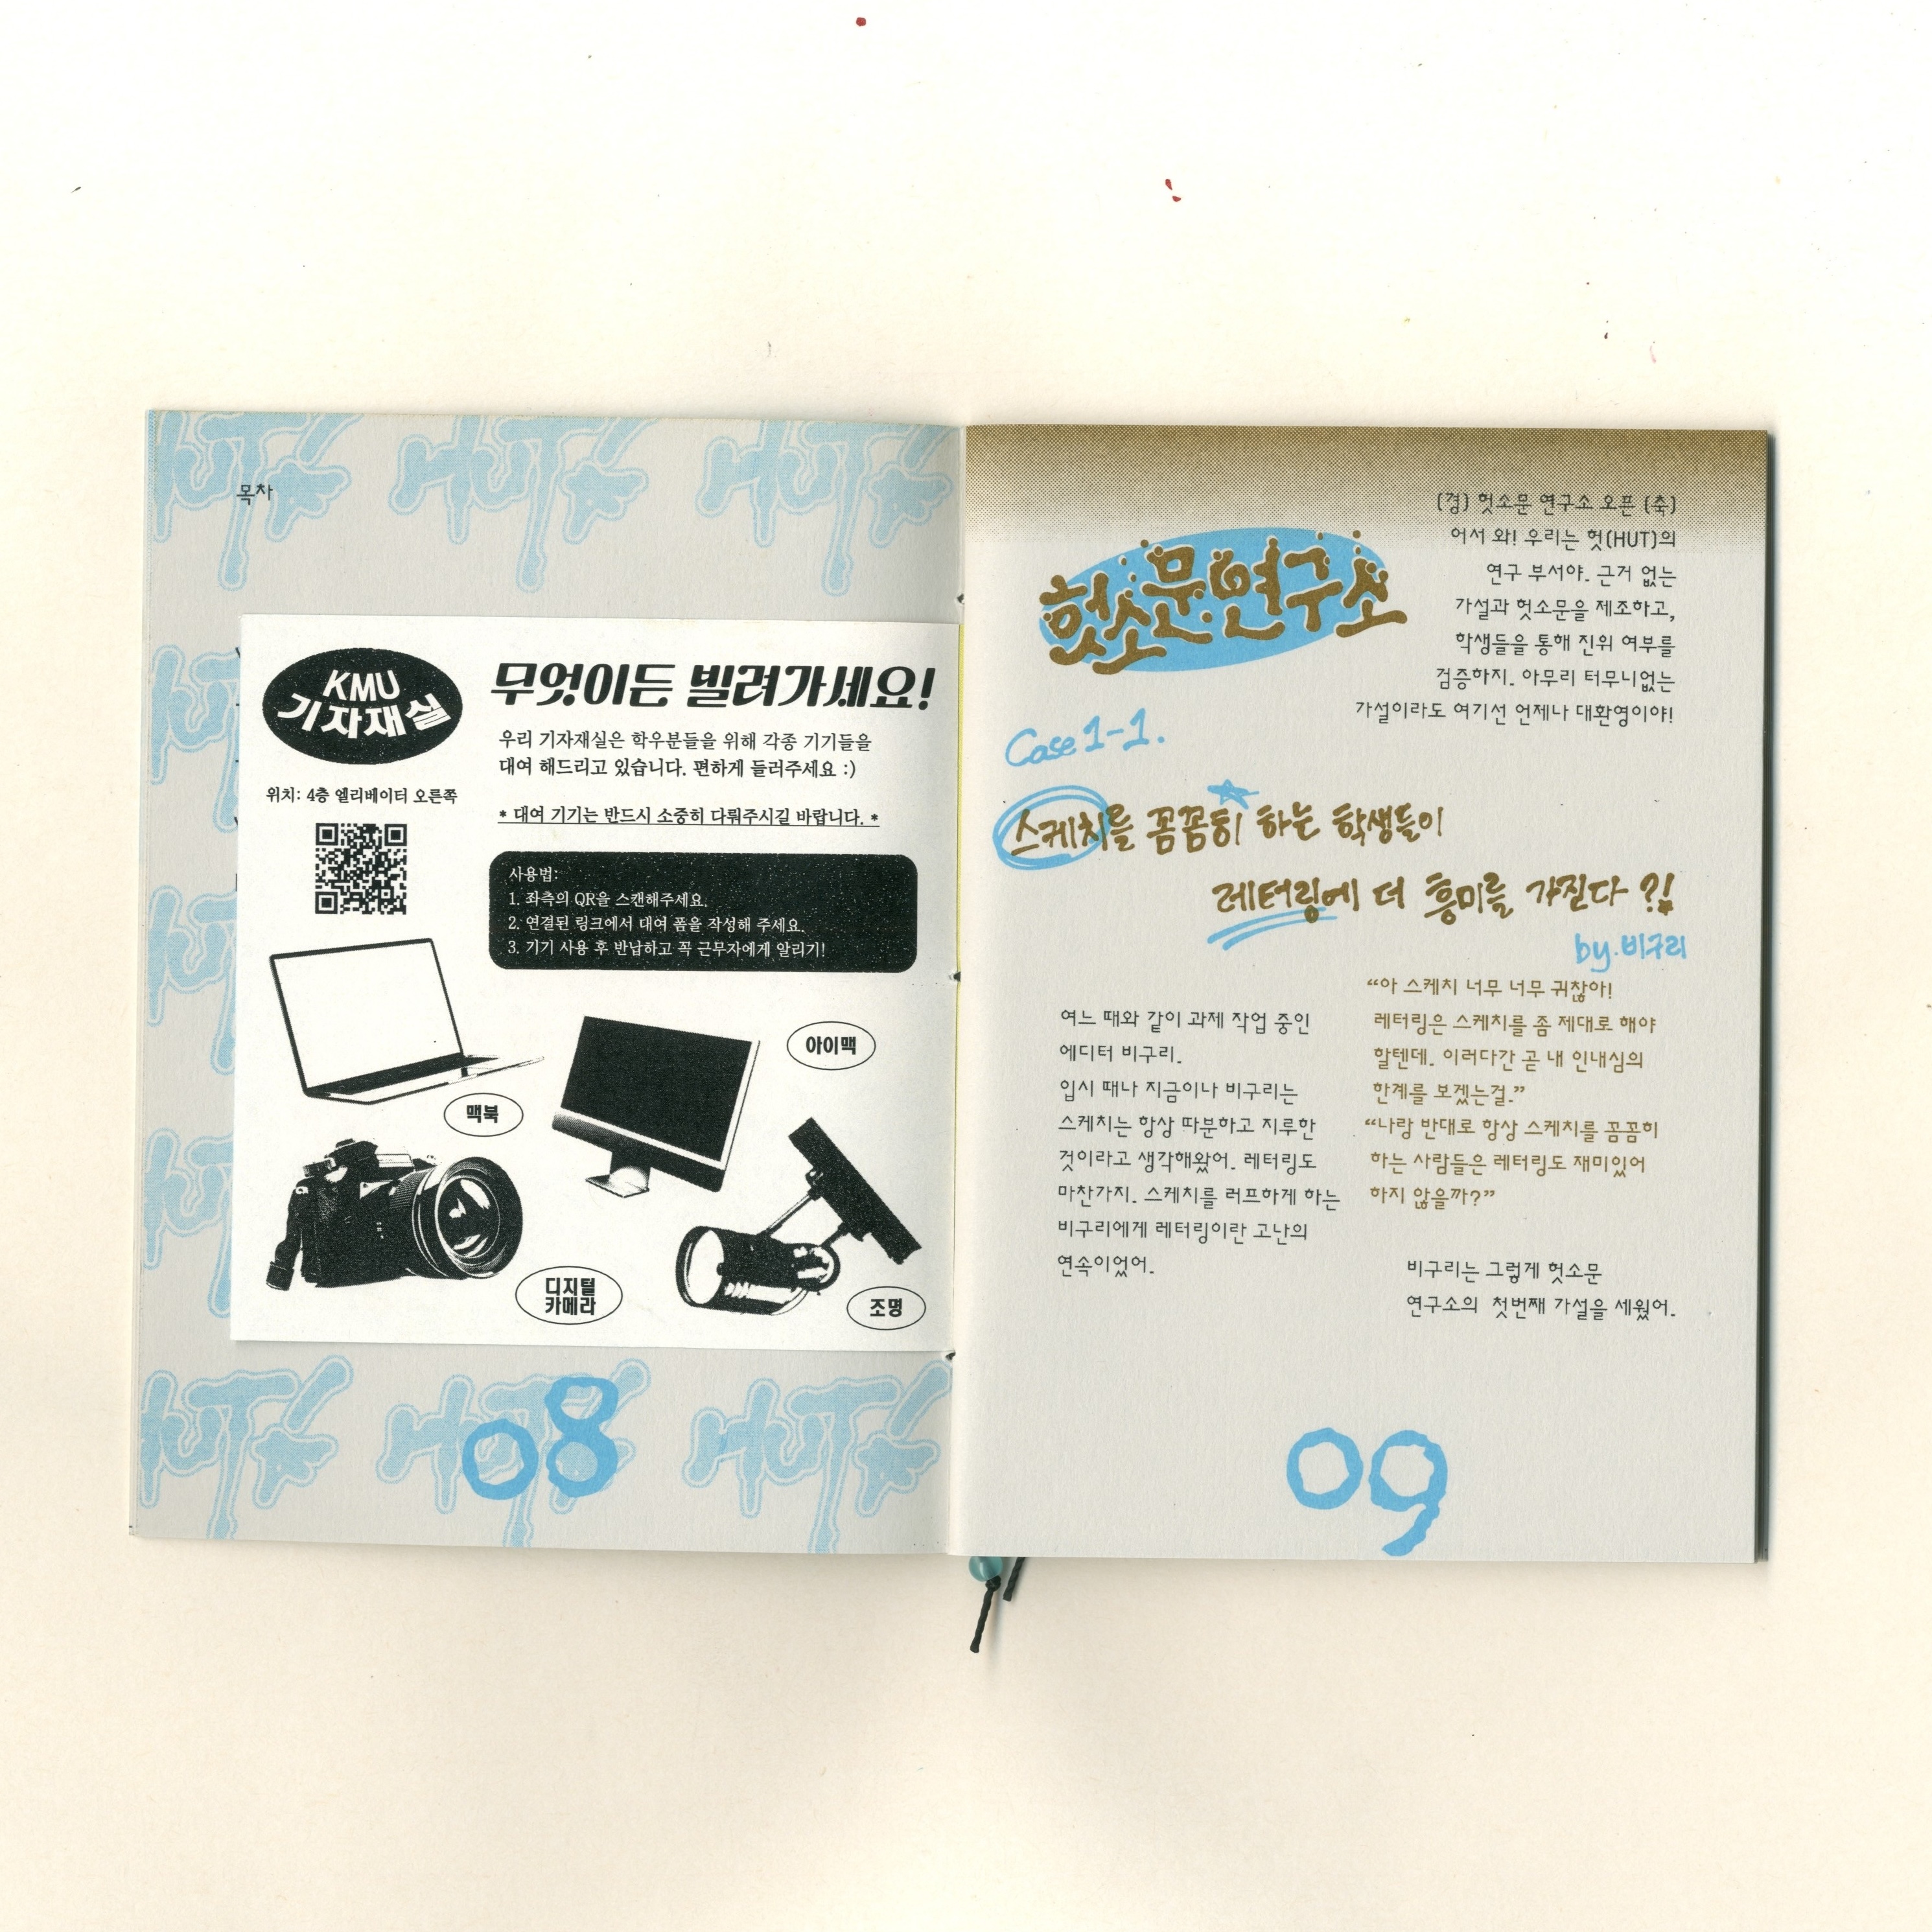 목차
HUT!
HUT!
HUT!
KMU
기자재실
위치: 4층 엘리베이터 오른쪽
무엇이든 빌려가세요!
우리 기자재실은 학우분들을 위해 각종 기기들을
대여 해드리고 있습니다. 편하게 들러주세요 :)
* 대여 기기는 반드시 소중히 다뤄주시길 바랍니다. *
사용법:
1. 좌측의 QR을 스캔해주세요.
2. 연결된 링크에서 대여 폼을 작성해 주세요.
3. 기기 사용 후 반납하고 꼭 근무자에게 알리기!
맥북
아이맥
디지털
카메라
조명
HUT!
HUT!
HUT!
08
헛소문연구소
(경) 헛소문 연구소 오픈 (축)
어서 와! 우리는 헛(HUT)의
연구 부서야. 근거 없는
가설과 헛소문을 제조하고,
학생들을 통해 진위 여부를
검증하지. 아무리 터무니없는
가설이라도 여기선 언제나 대환영이야!
Case 1-1.
스케치를 꼼꼼히 하는 학생들이
레터링에 더 흥미를 가진다 ?!
by.비구리
여느 때와 같이 과제 작업 중인
에디터 비구리.
입시 때나 지금이나 비구리는
스케치는 항상 따분하고 지루한
것이라고 생각해왔어. 레터링도
마찬가지. 스케치를 러프하게 하는
비구리에게 레터링이란 고난의
연속이었어.
“아 스케치 너무 너무 귀찮아!
레터링은 스케치를 좀 제대로 해야
할텐데. 이러다간 곧 내 인내심의
한계를 보겠는걸.”
“나랑 반대로 항상 스케치를 꼼꼼히
하는 사람들은 레터링도 재미있어
하지 않을까?”
비구리는 그렇게 헛소문
연구소의 첫번째 가설을 세웠어.
09